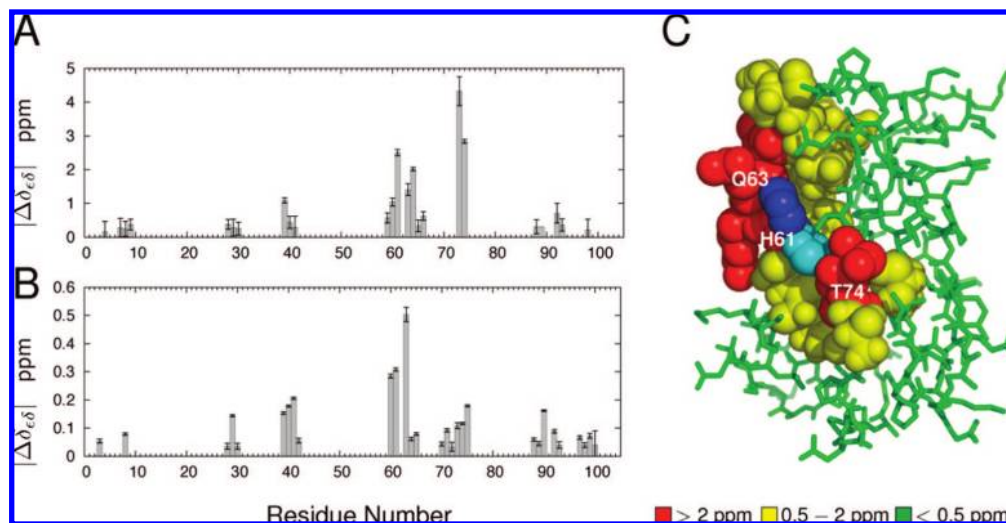 A
|Δδεδ| ppm
5
4
3
2
1
0
0 10 20 30 40 50 60 70 80 90 100
B
|Δδεδ| ppm
0.6
0.5
0.4
0.3
0.2
0.1
0
0 10 20 30 40 50 60 70 80 90 100
Residue Number
C
Q63
H61
T74
> 2 ppm 0.5 – 2 ppm < 0.5 ppm